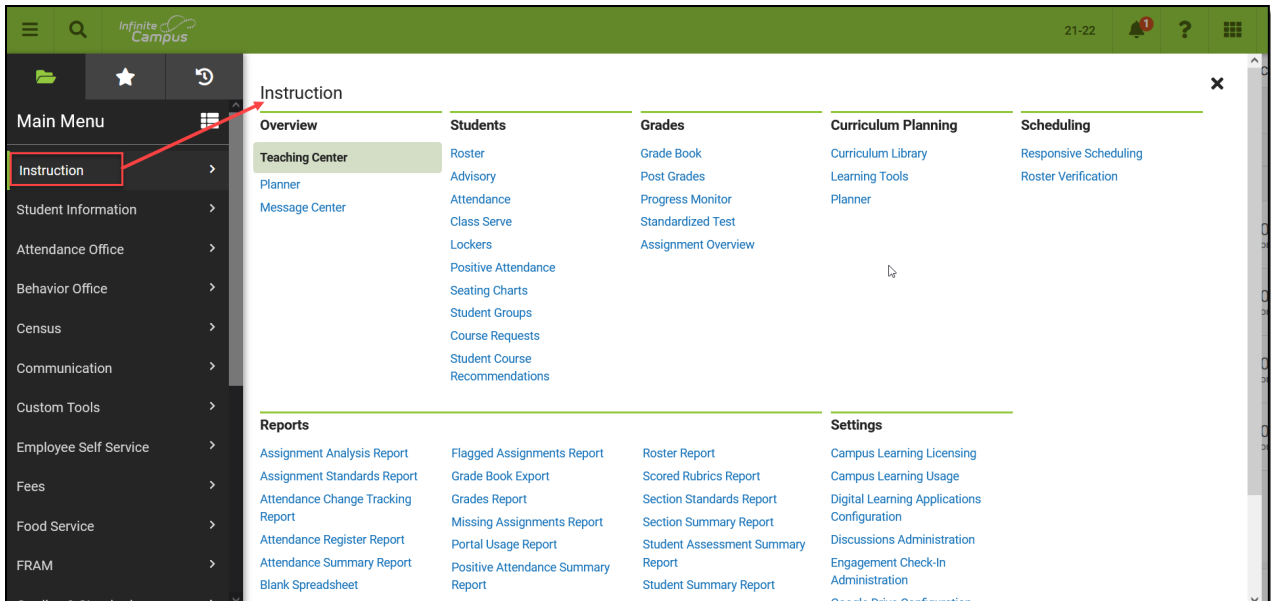 Infinite Campus
21-22
1
?
Main Menu
Instruction
Student Information
Attendance Office
Behavior Office
Census
Communication
Custom Tools
Employee Self Service
Fees
Food Service
FRAM
Instruction
Overview
Teaching Center
Planner
Message Center
Students
Roster
Advisory
Attendance
Class Serve
Lockers
Positive Attendance
Seating Charts
Student Groups
Course Requests
Student Course
Recommendations
Grades
Grade Book
Post Grades
Progress Monitor
Standardized Test
Assignment Overview
Curriculum Planning
Curriculum Library
Learning Tools
Planner
Scheduling
Responsive Scheduling
Roster Verification
Reports
Assignment Analysis Report
Assignment Standards Report
Attendance Change Tracking
Report
Attendance Register Report
Attendance Summary Report
Blank Spreadsheet
Flagged Assignments Report
Grade Book Export
Grades Report
Missing Assignments Report
Portal Usage Report
Positive Attendance Summary
Report
Roster Report
Scored Rubrics Report
Section Standards Report
Section Summary Report
Student Assessment Summary
Report
Student Summary Report
Settings
Campus Learning Licensing
Campus Learning Usage
Digital Learning Applications
Configuration
Discussions Administration
Engagement Check-In
Administration